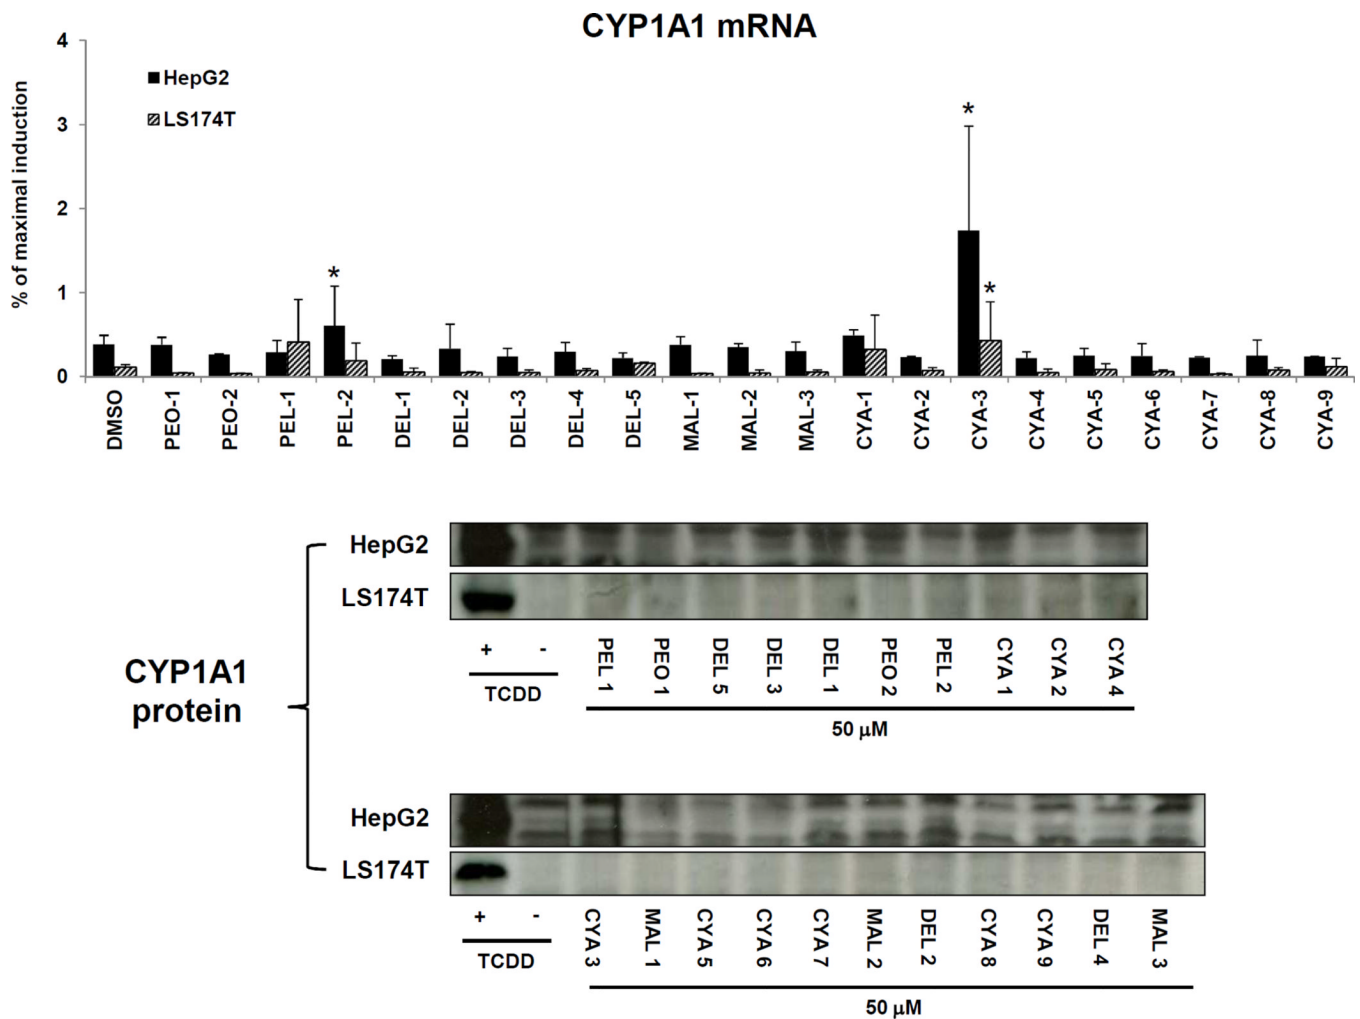 CYP1A1 mRNA
% of maximal induction
4
3
2
1
0
HepG2
LS174T
*
*
*
DMSO
PEO-1
PEO-2
PEL-1
PEL-2
DEL-1
DEL-2
DEL-3
DEL-4
DEL-5
MAL-1
MAL-2
MAL-3
CYA-1
CYA-2
CYA-3
CYA-4
CYA-5
CYA-6
CYA-7
CYA-8
CYA-9
CYP1A1
protein
HepG2
LS174T
+ -
TCDD
PEL 1
PEO 1
DEL 5
DEL 3
DEL 1
PEO 2
PEL 2
CYA 1
CYA 2
CYA 4
50 µM
HepG2
LS174T
+ -
TCDD
CYA 3
MAL 1
CYA 5
CYA 6
CYA 7
MAL 2
DEL 2
CYA 8
CYA 9
DEL 4
MAL 3
50 µM